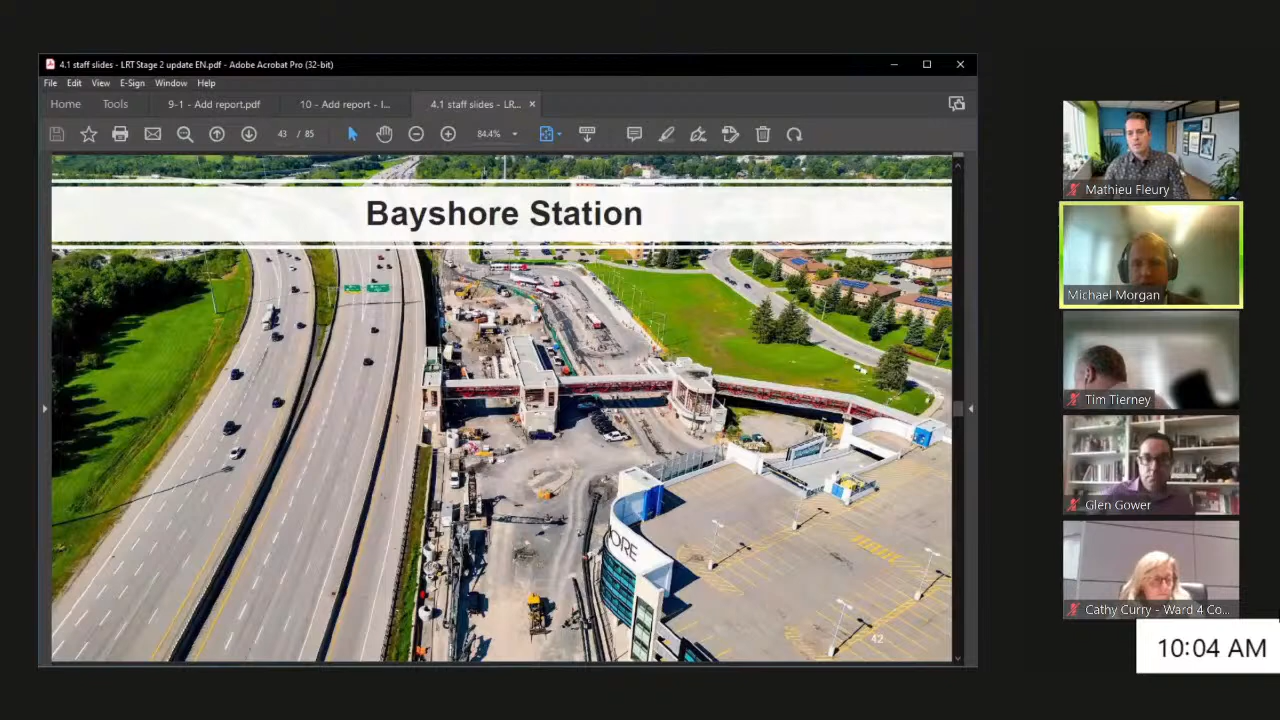 4.1 staff slides - LRT Stage 2 update EN.pdf - Adobe Acrobat Pro (32-bit)
File Edit View E-Sign Window Help
Home Tools 9-1 - Add report.pdf 10 - Add report - I... 4.1 staff slides - LR...
43 / 85 84.4%
Bayshore Station
ORE
42
Mathieu Fleury
Michael Morgan
Tim Tierney
Glen Gower
Cathy Curry - Ward 4 Co...
10:04 AM